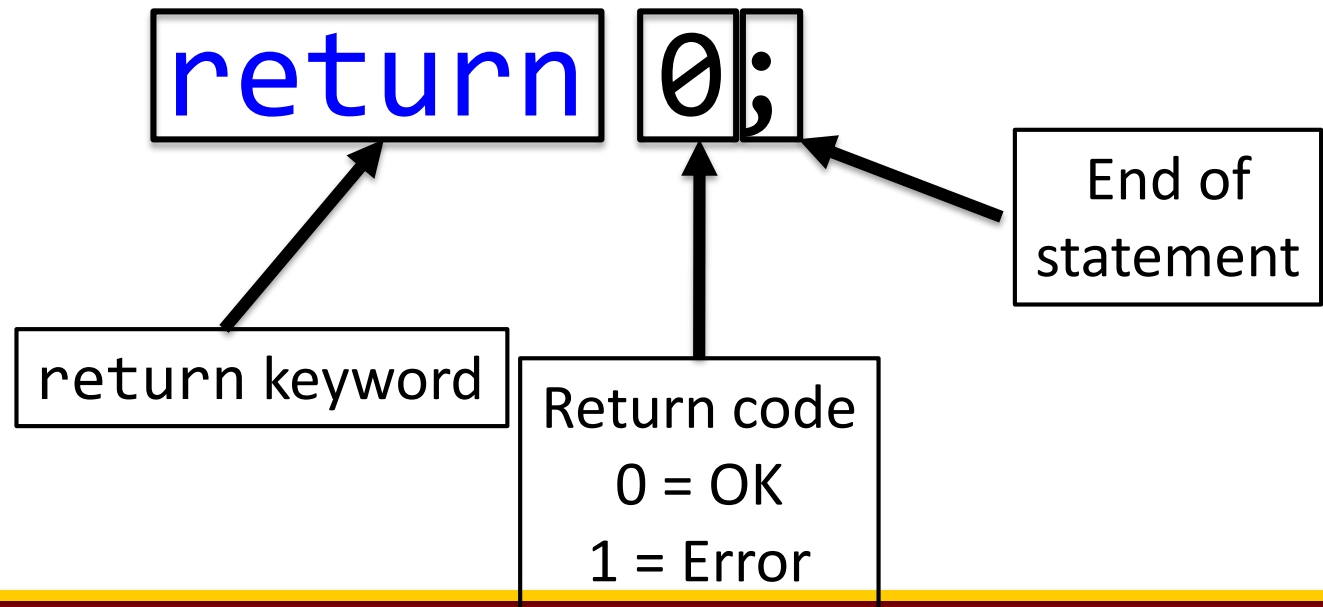 return 0;
End of
statement
return keyword
Return code
0 = OK
1 = Error